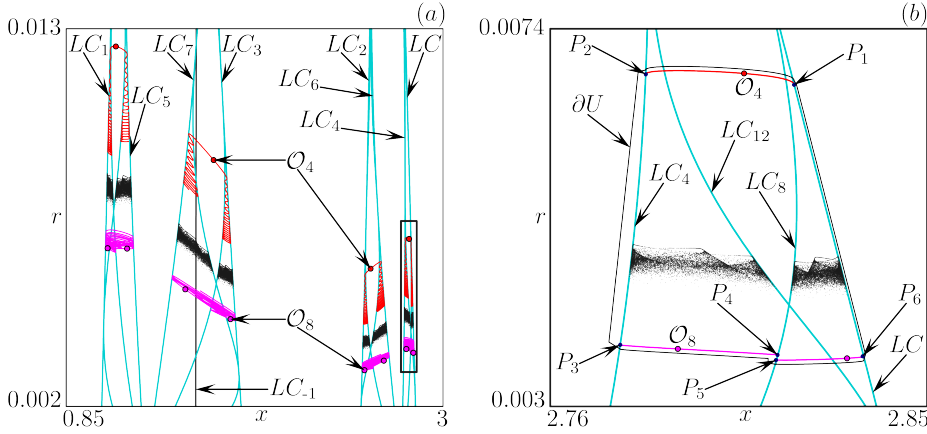 (a)
0.013
LC₁
LC₇
LC₃
LC₂
LC
LC₆
LC₅
LC₄
𝒪₄
r
𝒪₈
LC₋₁
0.002
0.85
x
3
(b)
0.0074
P₂
P₁
𝒪₄
∂U
LC₁₂
LC₄
LC₈
r
P₄
P₆
𝒪₈
P₃
LC
P₅
0.003
2.76
x
2.85